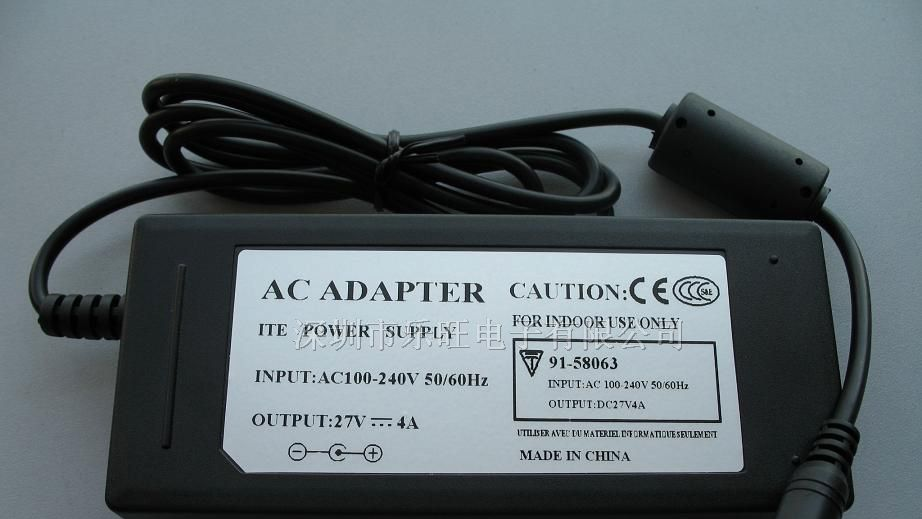 AC ADAPTER
ITE POWER SUPPLY
INPUT:AC100-240V 50/60Hz
OUTPUT:27V 4A
CAUTION: CE CCC S&E
FOR INDOOR USE ONLY
91-58063
INPUT:AC 100-240V 50/60Hz
OUTPUT:DC27V4A
UTILISER AVEC DU MATERIEL INFORMATIQUE SEULEMENT
MADE IN CHINA
深圳市乐旺电子有限公司